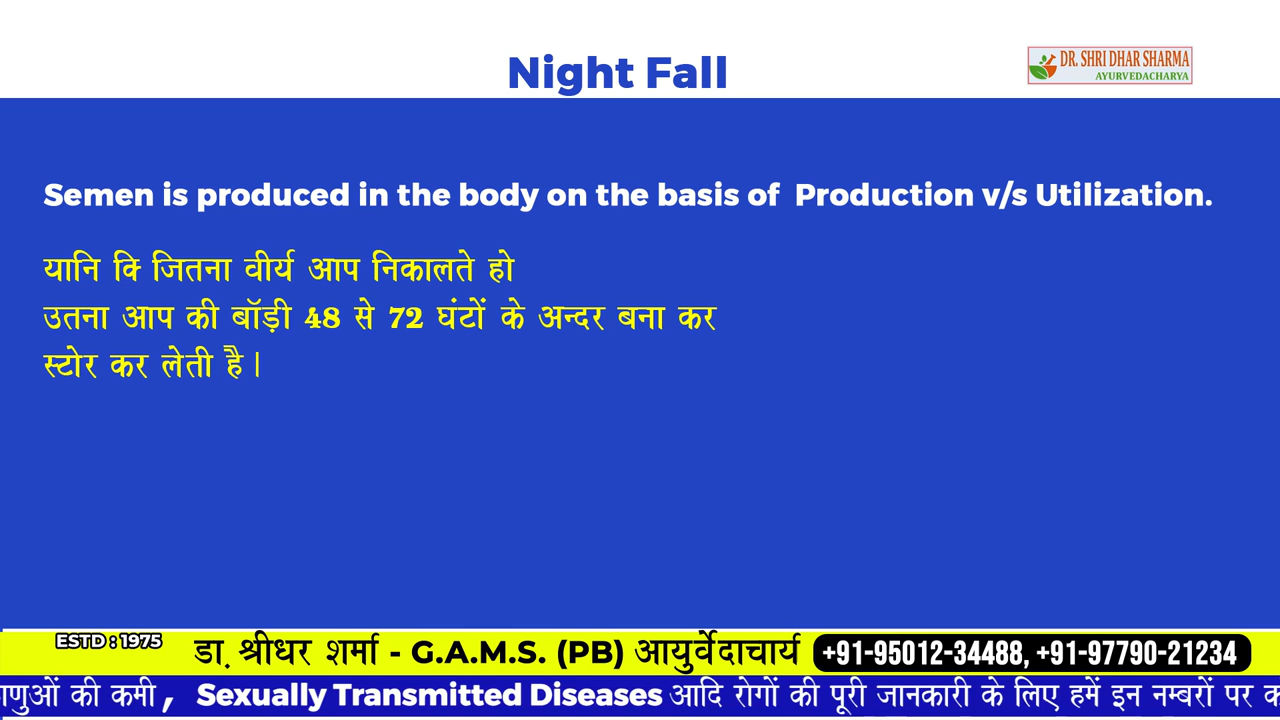 Night Fall
DR. SHRI DHAR SHARMA
AYURVEDACHARYA
Semen is produced in the body on the basis of Production v/s Utilization.
यानि कि जितना वीर्य आप निकालते हो
उतना आप की बॉड़ी 48 से 72 घंटों के अन्दर बना कर
स्टोर कर लेती है।
ESTD : 1975
डा. श्रीधर शर्मा - G.A.M.S. (PB) आयुर्वेदाचार्य
+91-95012-34488, +91-97790-21234
की कमी, Sexually Transmitted Diseases आदि रोगों की पूरी जानकारी के लिए हमें इन नम्बरों पर